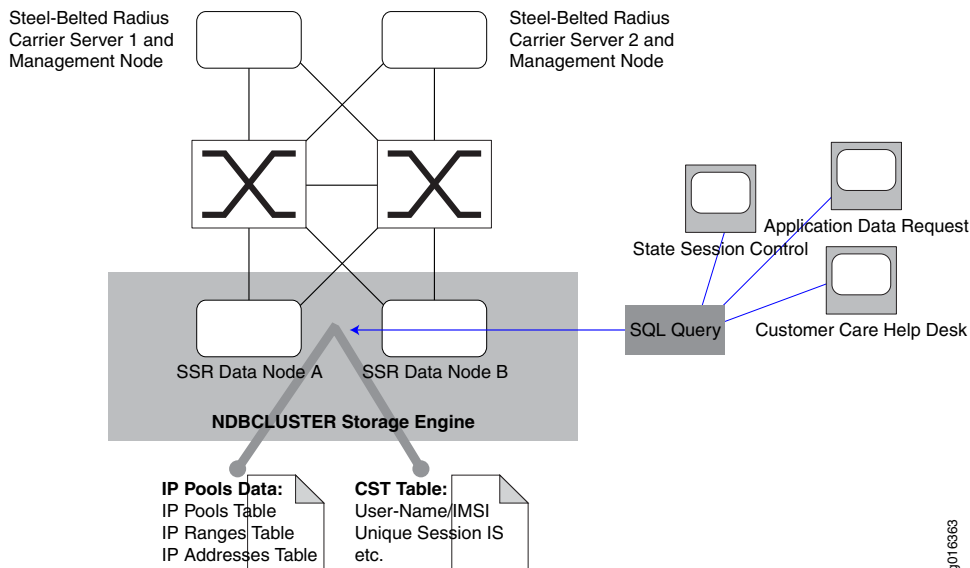 Steel-Belted Radius
Carrier Server 1 and
Management Node
Steel-Belted Radius
Carrier Server 2 and
Management Node
Application Data Request
State Session Control
SQL Query
Customer Care Help Desk
SSR Data Node A
SSR Data Node B
NDBCLUSTER Storage Engine
IP Pools Data:
IP Pools Table
IP Ranges Table
IP Addresses Table
CST Table:
User-Name/IMSI
Unique Session IS
etc.
g016363